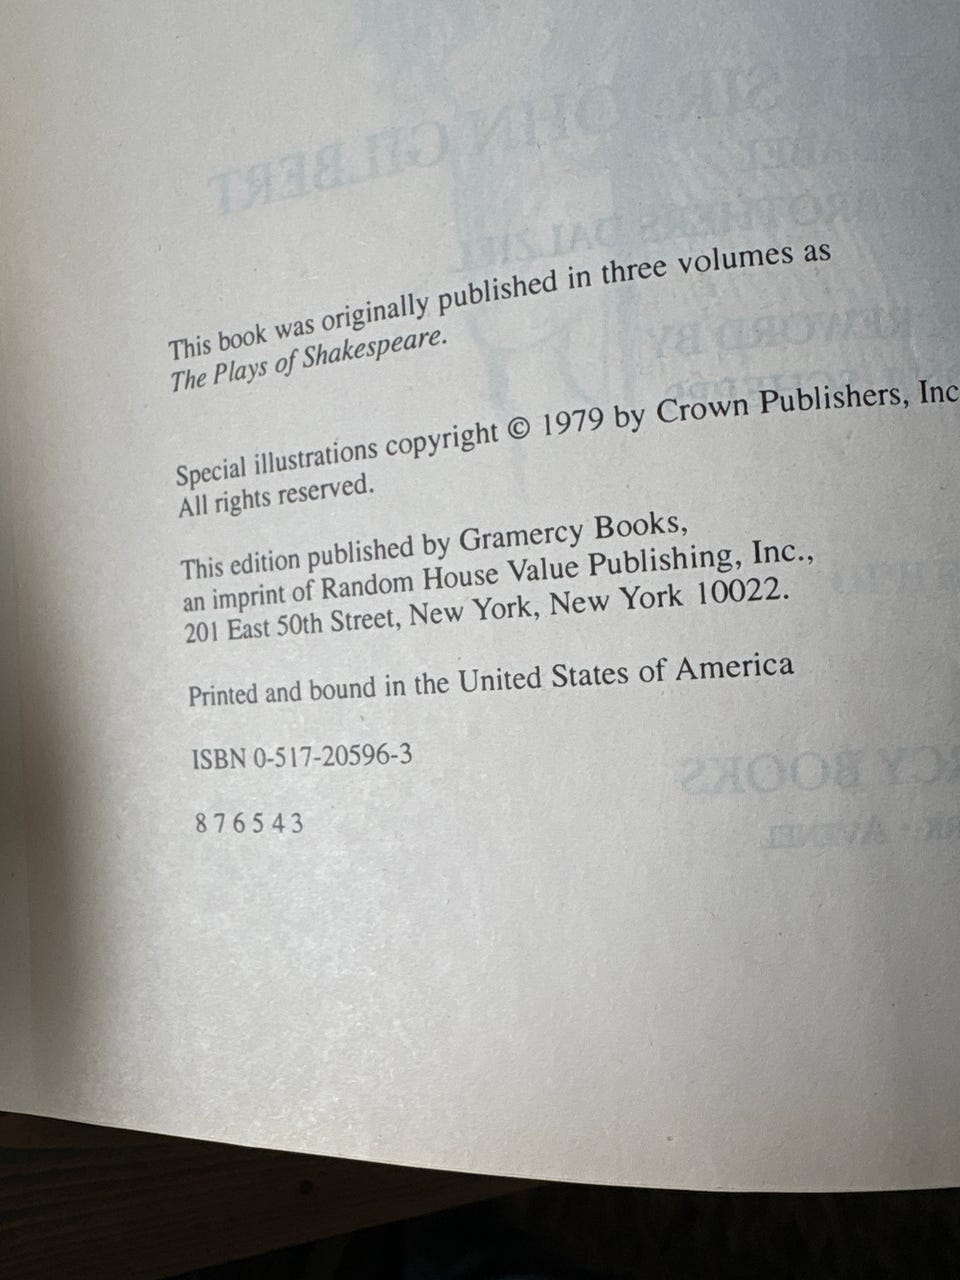 This book was originally published in three volumes as
The Plays of Shakespeare.
Special illustrations copyright © 1979 by Crown Publishers, Inc
All rights reserved.
This edition published by Gramercy Books,
an imprint of Random House Value Publishing, Inc.,
201 East 50th Street, New York, New York 10022.
Printed and bound in the United States of America
ISBN 0-517-20596-3
8 7 6 5 4 3